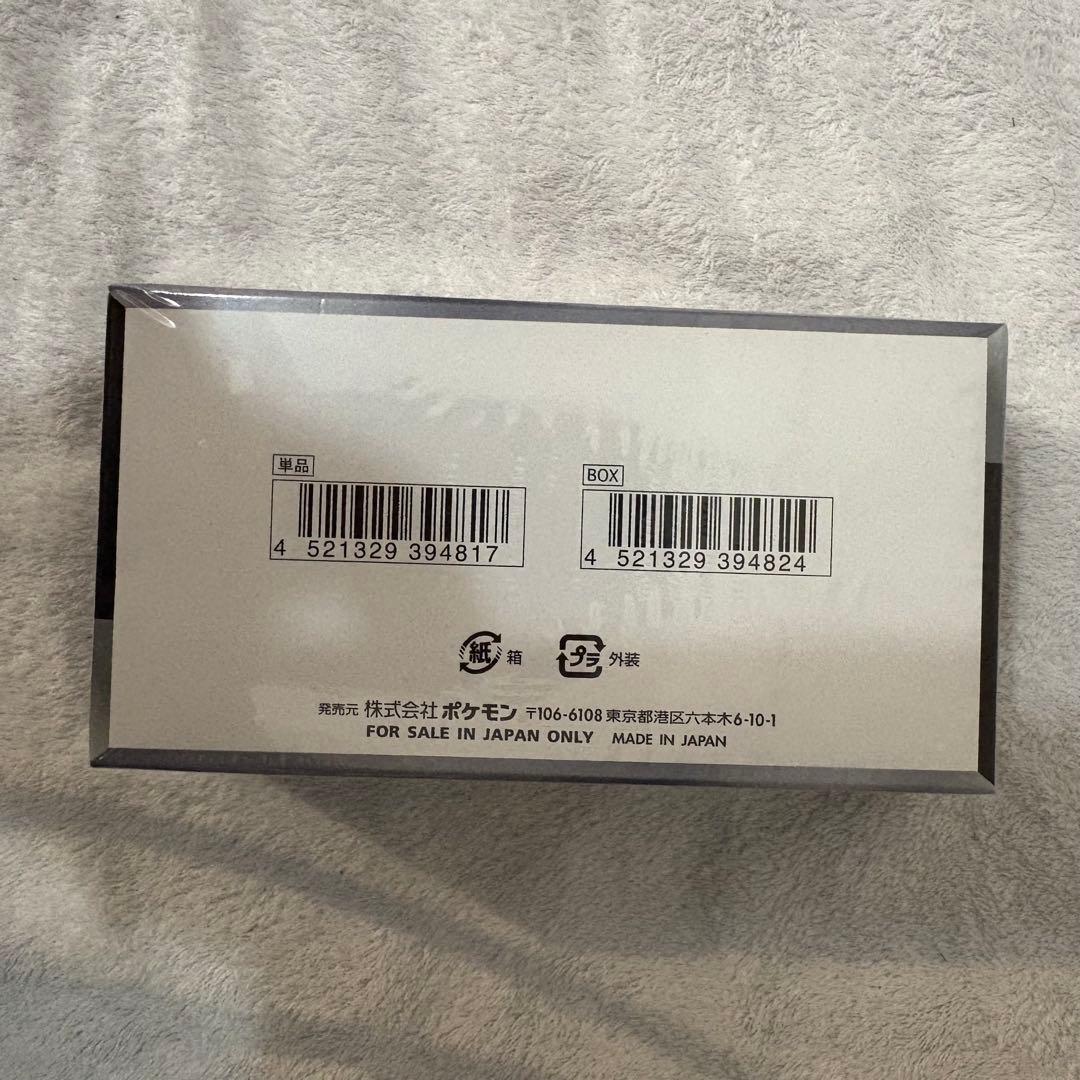 単品
4 521329 394817
BOX
4 521329 394824
紙 箱
プラ 外装
発売元 株式会社ポケモン 〒106-6108 東京都港区六本木6-10-1
FOR SALE IN JAPAN ONLY MADE IN JAPAN